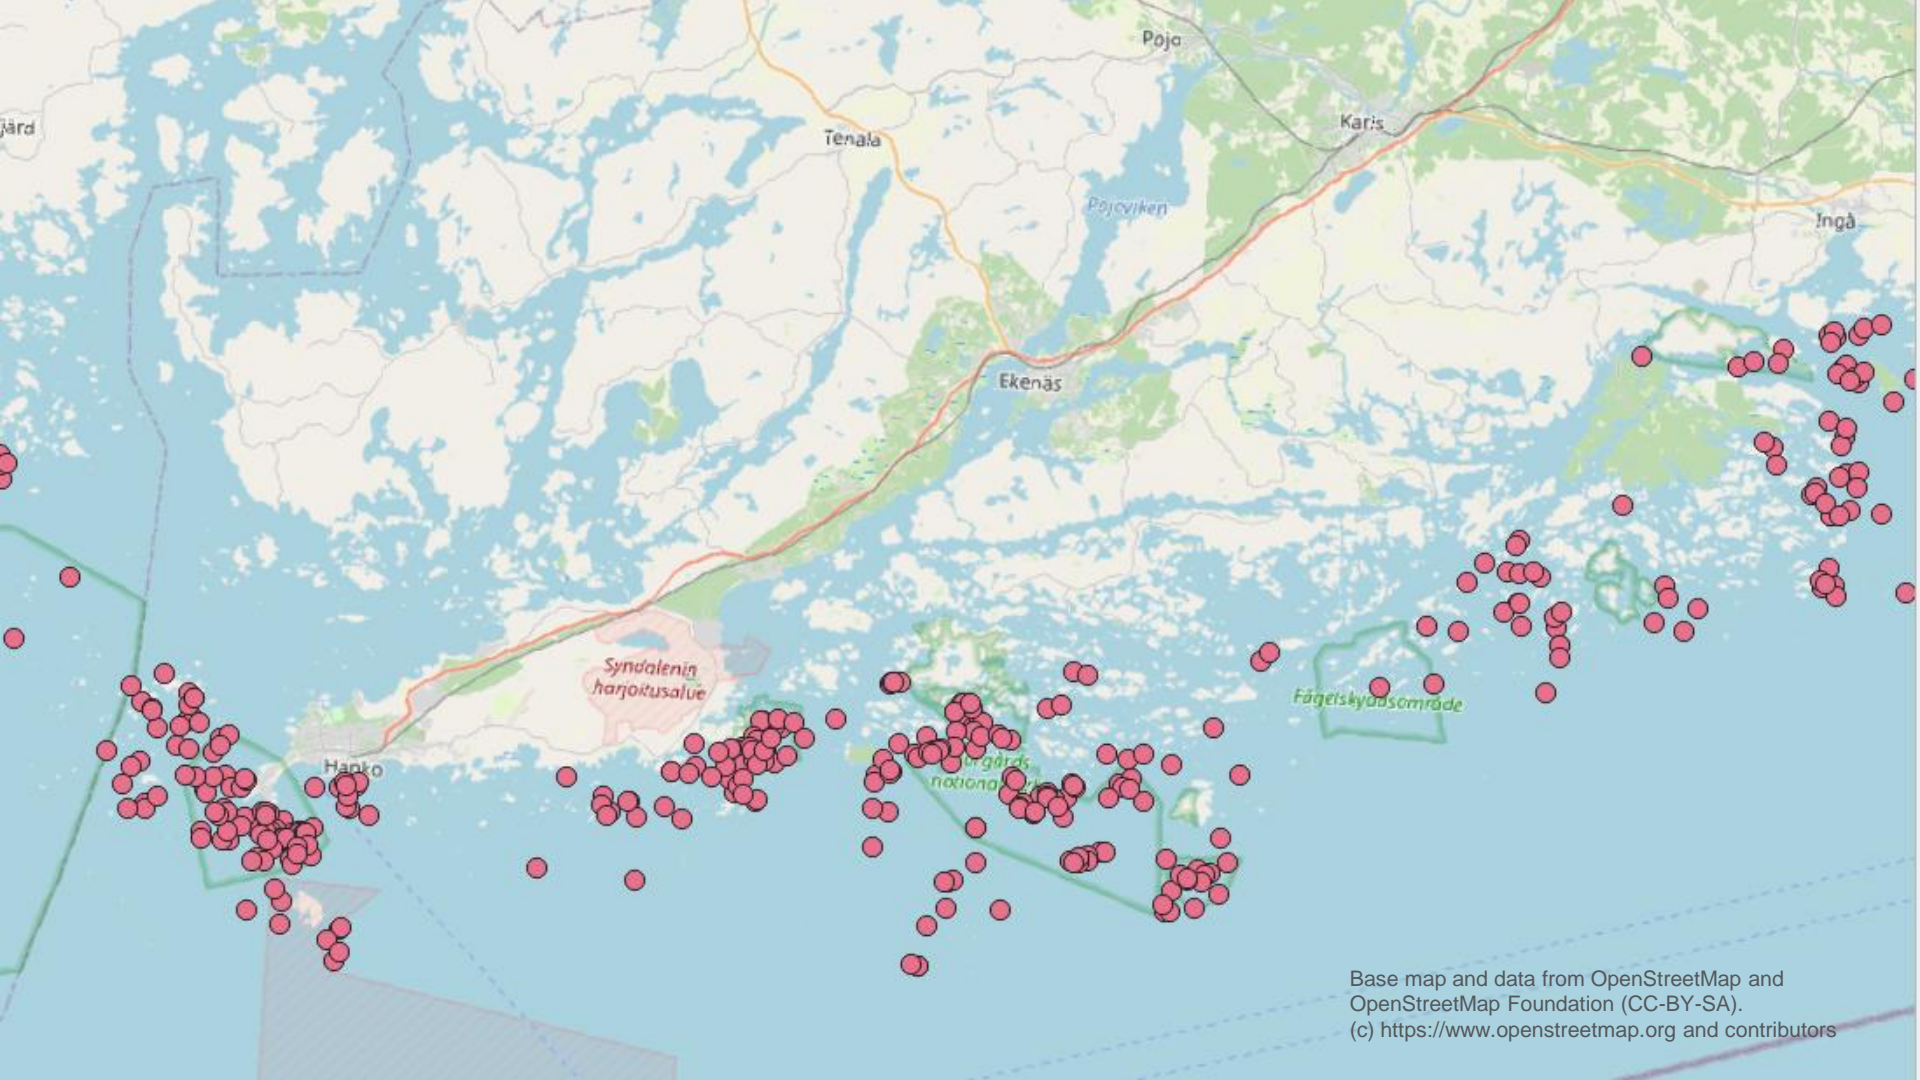 Pojo
järd
Karis
Tenala
Pojoviken
Ingå
Ekenäs
Syndalenin
harjoitusalue
Fågelskyddsområde
Hanko
Base map and data from OpenStreetMap and
OpenStreetMap Foundation (CC-BY-SA).
(c) https://www.openstreetmap.org and contributors